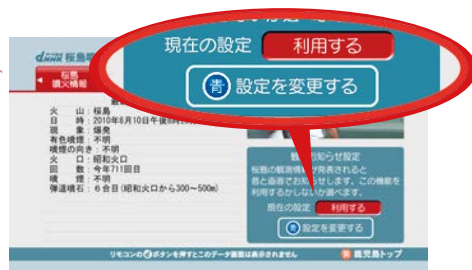 現在の設定 利用する
青 設定を変更する
桜島
噴火情報
火 山：桜島
日 時：2010年8月10日午後
現 象：爆発
有色噴煙：不明
噴煙の向き：不明
火 口：昭和火口
回 数：今年711回目
噴 煙：不明
弾道噴石：６合目（昭和火口から300～500m）
お知らせ設定
桜島の観測情報が発表されると
音と画面でお知らせします。この機能を
利用するかしないか選べます。
現在の設定 利用する
青 設定を変更する
リモコンのⓓボタンを押すとこのデータ画面は表示されません
鹿児島トップ